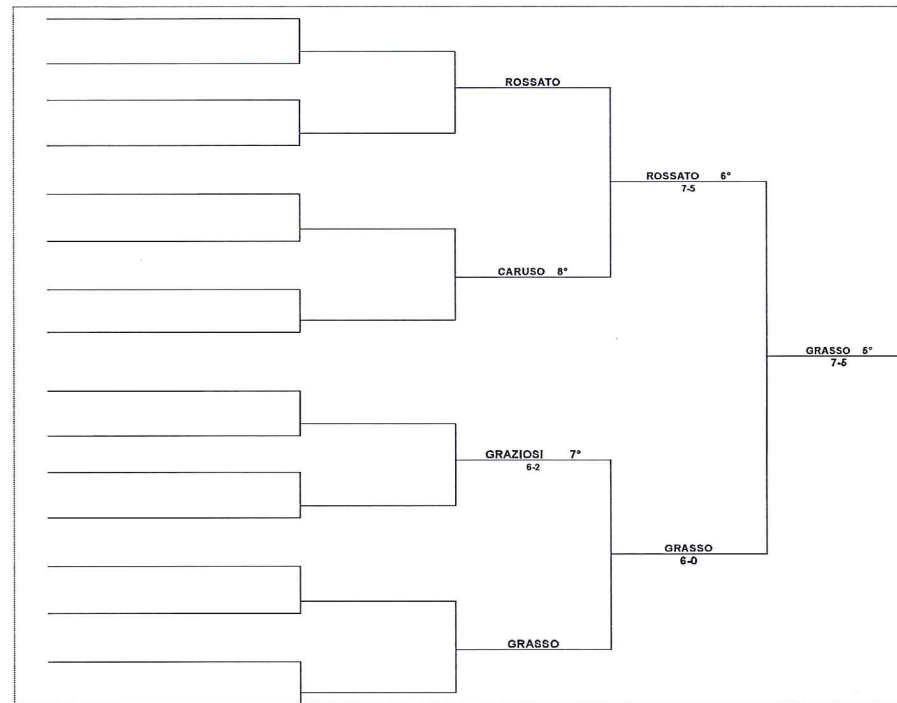 ROSSATO
ROSSATO 6°
7-5
CARUSO 8°
GRASSO 5°
7-5
GRAZIOSI 7°
6-2
GRASSO
6-0
GRASSO